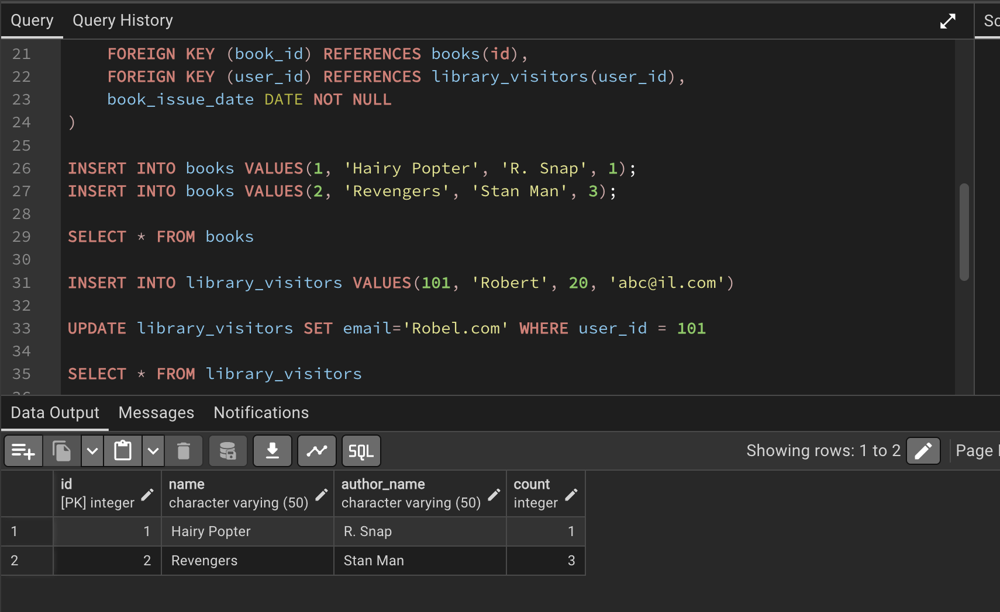 Query Query History Sc
21 FOREIGN KEY (book_id) REFERENCES books(id),
22 FOREIGN KEY (user_id) REFERENCES library_visitors(user_id),
23 book_issue_date DATE NOT NULL
24 )
25
26 INSERT INTO books VALUES(1, 'Hairy Popter', 'R. Snap', 1);
27 INSERT INTO books VALUES(2, 'Revengers', 'Stan Man', 3);
28
29 SELECT * FROM books
30
31 INSERT INTO library_visitors VALUES(101, 'Robert', 20, 'abc@il.com')
32
33 UPDATE library_visitors SET email='Robel.com' WHERE user_id = 101
34
35 SELECT * FROM library_visitors
Data Output Messages Notifications
SQL Showing rows: 1 to 2 Page
id name author_name count
[PK] integer character varying (50) character varying (50) integer
1 1 Hairy Popter R. Snap 1
2 2 Revengers Stan Man 3